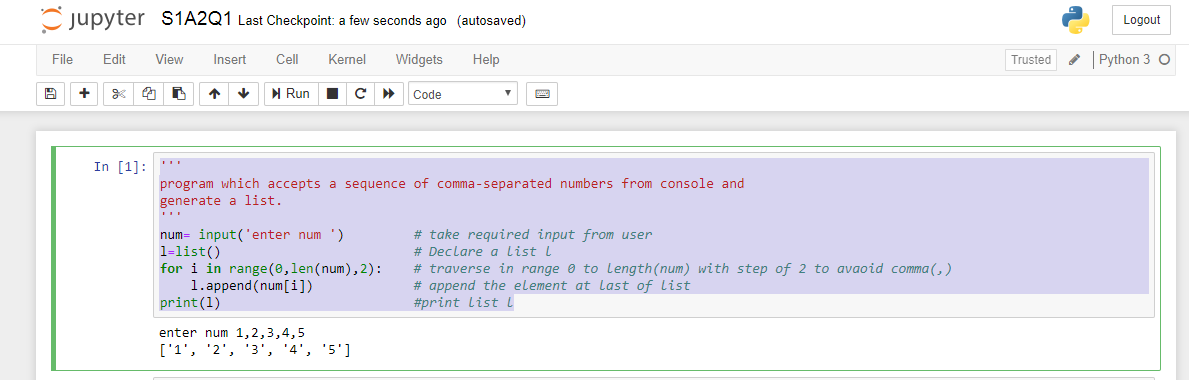 jupyter S1A2Q1 Last Checkpoint: a few seconds ago (autosaved)
Logout
File Edit View Insert Cell Kernel Widgets Help
Trusted Python 3
Run Code
In [1]:
'''
program which accepts a sequence of comma-separated numbers from console and
generate a list.
'''
num= input('enter num ') # take required input from user
l=list() # Declare a list l
for i in range(0,len(num),2): # traverse in range 0 to length(num) with step of 2 to avaoid comma(,)
l.append(num[i]) # append the element at last of list
print(l) #print list l
enter num 1,2,3,4,5
['1', '2', '3', '4', '5']